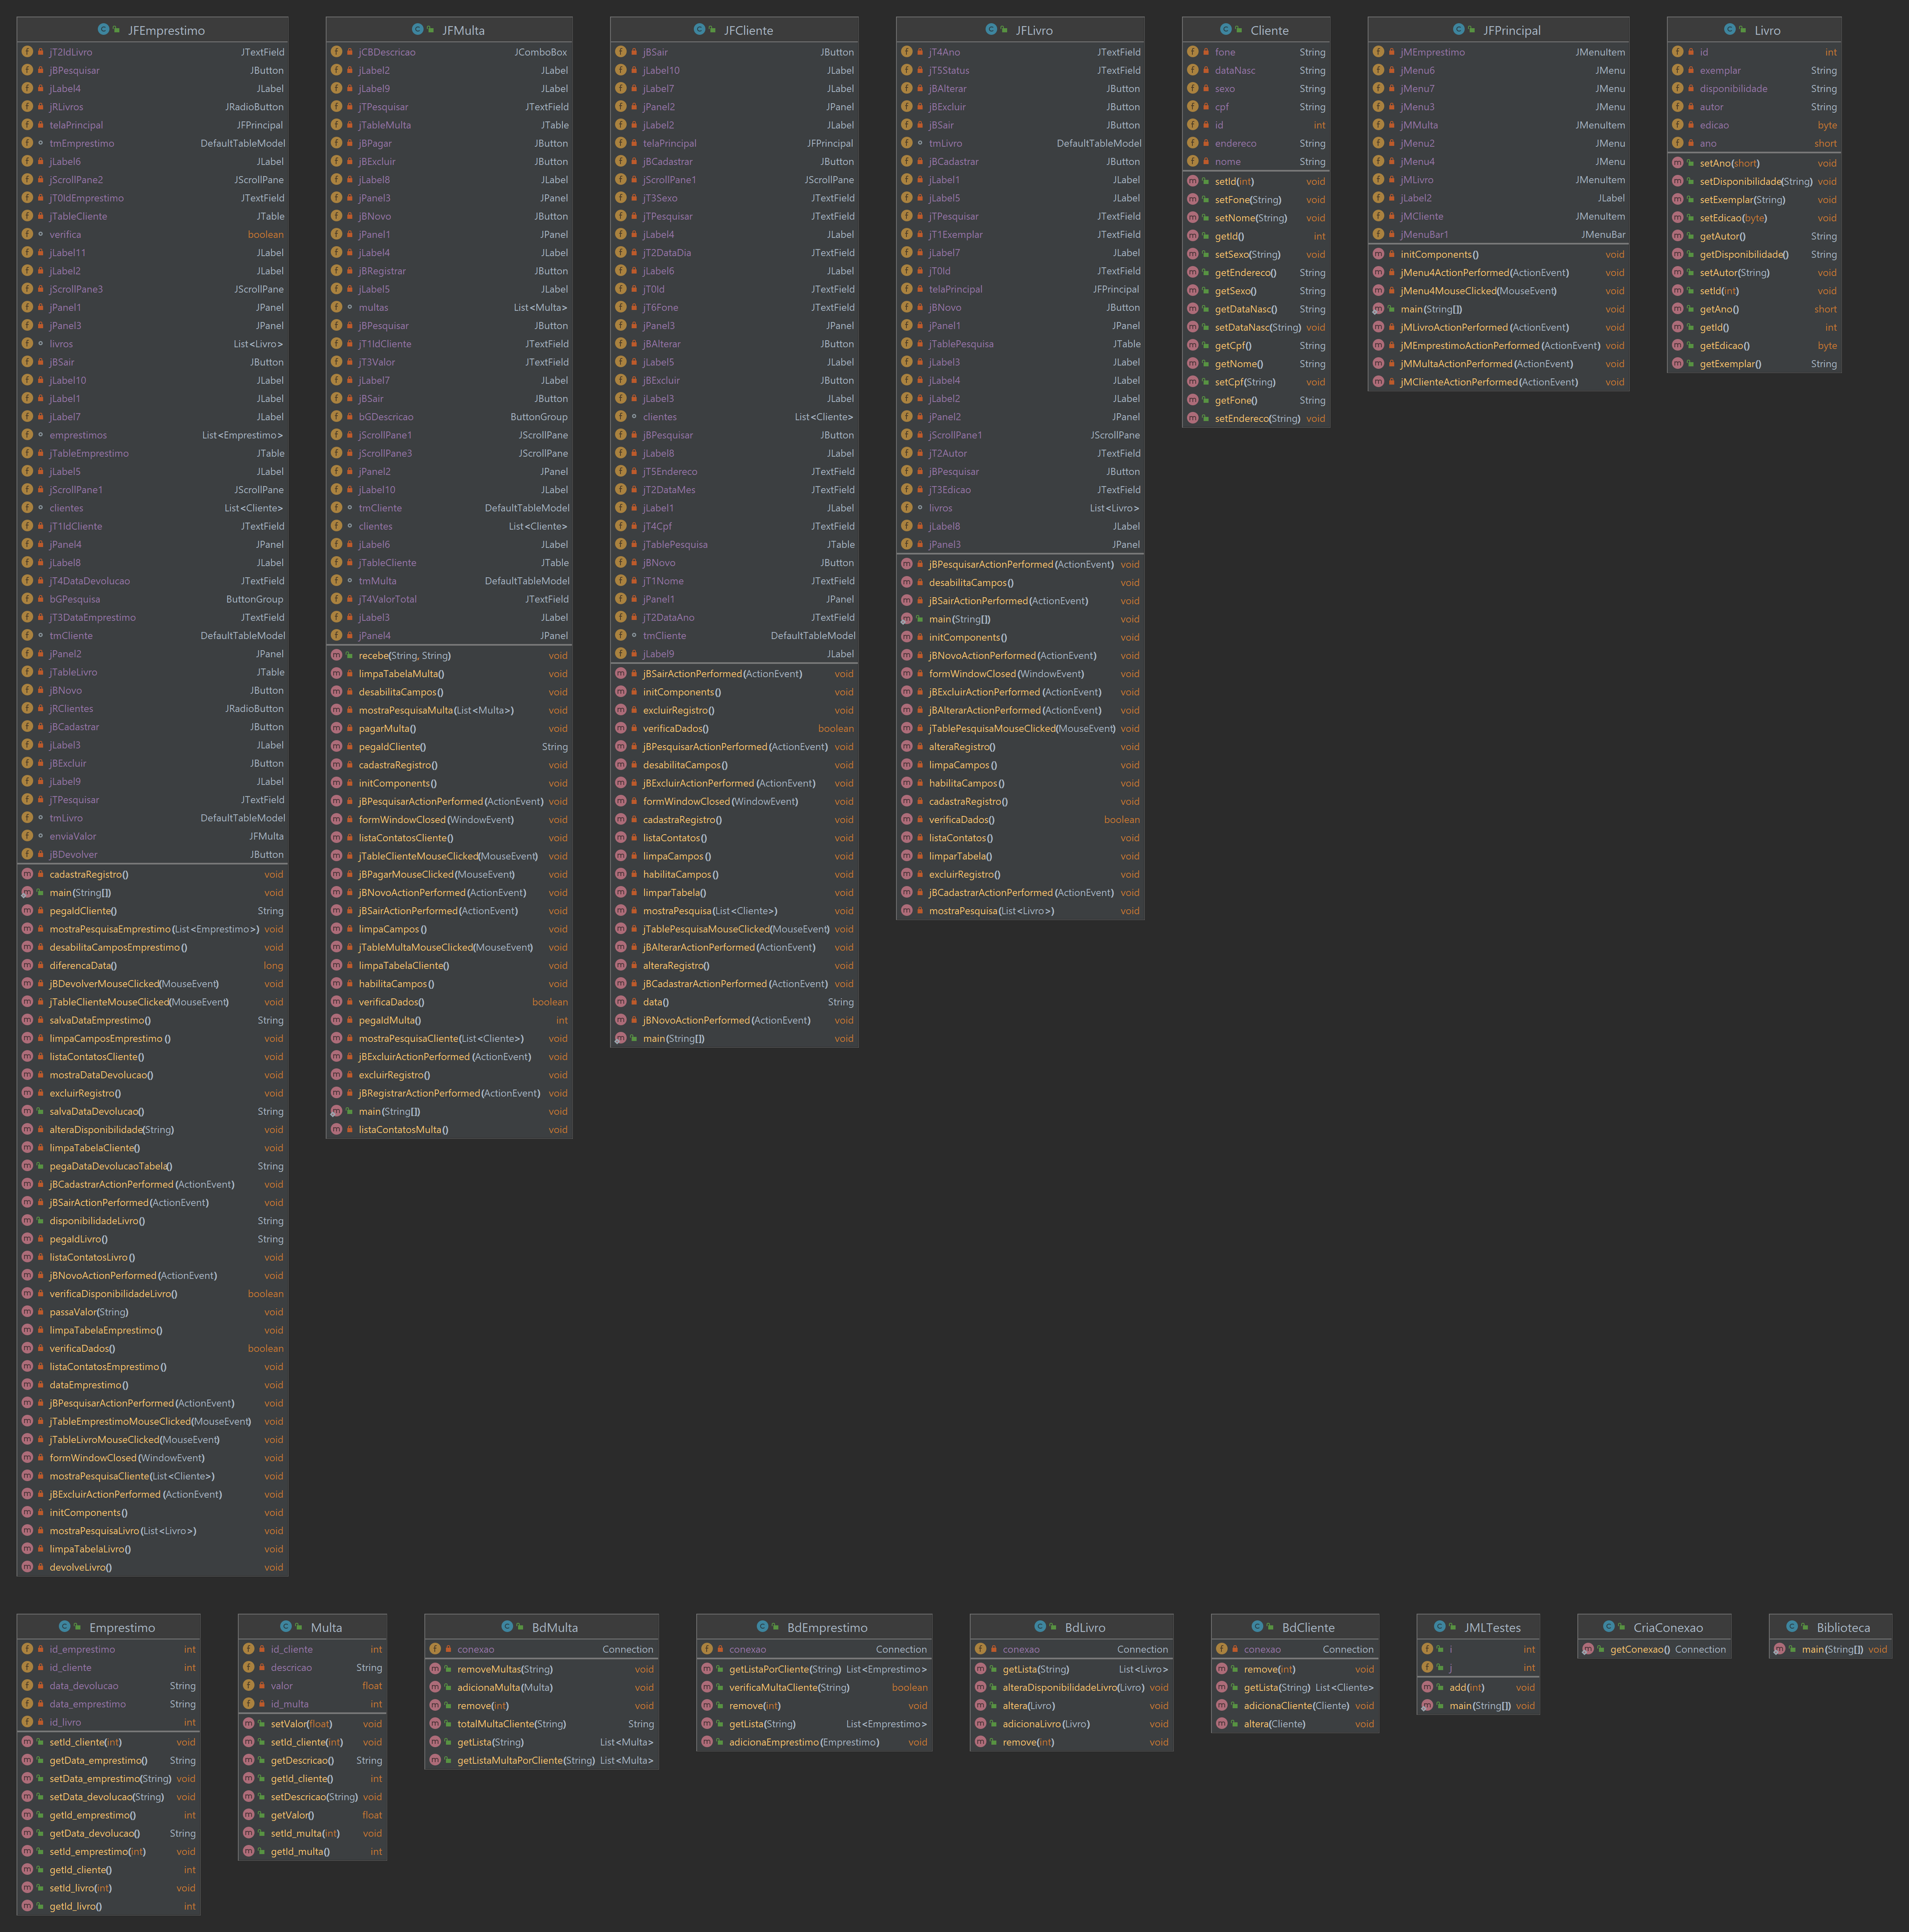 JFEmprestimo
jT2IdLivro JTextField
jBPesquisar JButton
jLabel4 JLabel
jRLivros JRadioButton
telaPrincipal JFPrincipal
tmEmprestimo DefaultTableModel
jLabel6 JLabel
jScrollPane2 JScrollPane
jT0IdEmprestimo JTextField
jTableCliente JTable
verifica boolean
jLabel11 JLabel
jLabel2 JLabel
jScrollPane3 JScrollPane
jPanel1 JPanel
jPanel3 JPanel
livros List<Livro>
jBSair JButton
jLabel10 JLabel
jLabel1 JLabel
jLabel7 JLabel
emprestimos List<Emprestimo>
jTableEmprestimo JTable
jLabel5 JLabel
jScrollPane1 JScrollPane
clientes List<Cliente>
jT1IdCliente JTextField
jPanel4 JPanel
jLabel8 JLabel
jT4DataDevolucao JTextField
bGPesquisa ButtonGroup
jT3DataEmprestimo JTextField
tmCliente DefaultTableModel
jPanel2 JPanel
jTableLivro JTable
jBNovo JButton
jRClientes JRadioButton
jBCadastrar JButton
jLabel3 JLabel
jBExcluir JButton
jLabel9 JLabel
jTPesquisar JTextField
tmLivro DefaultTableModel
enviaValor JFMulta
jBDevolver JButton
cadastraRegistro() void
main(String[]) void
pegaIdCliente() String
mostraPesquisaEmprestimo(List<Emprestimo>) void
desabilitaCamposEmprestimo() void
diferencaData() long
jBDevolverMouseClicked(MouseEvent) void
jTableClienteMouseClicked(MouseEvent) void
salvaDataEmprestimo() String
limpaCamposEmprestimo() void
listaContatosCliente() void
mostraDataDevolucao() void
excluirRegistro() void
salvaDataDevolucao() String
alteraDisponibilidade(String) void
limpaTabelaCliente() void
pegaDataDevolucaoTabela() String
jBCadastrarActionPerformed(ActionEvent) void
jBSairActionPerformed(ActionEvent) void
disponibilidadeLivro() String
pegaIdLivro() String
listaContatosLivro() void
jBNovoActionPerformed(ActionEvent) void
verificaDisponibilidadeLivro() boolean
passaValor(String) void
limpaTabelaEmprestimo() void
verificaDados() boolean
listaContatosEmprestimo() void
dataEmprestimo() void
jBPesquisarActionPerformed(ActionEvent) void
jTableEmprestimoMouseClicked(MouseEvent) void
jTableLivroMouseClicked(MouseEvent) void
formWindowClosed(WindowEvent) void
mostraPesquisaCliente(List<Cliente>) void
jBExcluirActionPerformed(ActionEvent) void
initComponents() void
mostraPesquisaLivro(List<Livro>) void
limpaTabelaLivro() void
devolveLivro() void
JFMulta
jCBDescricao JComboBox
jLabel2 JLabel
jLabel9 JLabel
jTPesquisar JTextField
jTableMulta JTable
jBPagar JButton
jBExcluir JButton
jLabel8 JLabel
jPanel3 JPanel
jBNovo JButton
jPanel1 JPanel
jLabel4 JLabel
jBRegistrar JButton
jLabel5 JLabel
multas List<Multa>
jBPesquisar JButton
jT1IdCliente JTextField
jT3Valor JTextField
jLabel7 JLabel
jBSair JButton
bGDescricao ButtonGroup
jScrollPane1 JScrollPane
jScrollPane3 JScrollPane
jPanel2 JPanel
jLabel10 JLabel
tmCliente DefaultTableModel
clientes List<Cliente>
jLabel6 JLabel
jTableCliente JTable
tmMulta DefaultTableModel
jT4ValorTotal JTextField
jLabel3 JLabel
jPanel4 JPanel
recebe(String, String) void
limpaTabelaMulta() void
desabilitaCampos() void
mostraPesquisaMulta(List<Multa>) void
pagarMulta() void
pegaIdCliente() String
cadastraRegistro() void
initComponents() void
jBPesquisarActionPerformed(ActionEvent) void
formWindowClosed(WindowEvent) void
listaContatosCliente() void
jTableClienteMouseClicked(MouseEvent) void
jBPagarMouseClicked(MouseEvent) void
jBNovoActionPerformed(ActionEvent) void
jBSairActionPerformed(ActionEvent) void
limpaCampos() void
jTableMultaMouseClicked(MouseEvent) void
limpaTabelaCliente() void
habilitaCampos() void
verificaDados() boolean
pegaIdMulta() int
mostraPesquisaCliente(List<Cliente>) void
jBExcluirActionPerformed(ActionEvent) void
excluirRegistro() void
jBRegistrarActionPerformed(ActionEvent) void
main(String[]) void
listaContatosMulta() void
JFCliente
jBSair JButton
jLabel10 JLabel
jLabel7 JLabel
jPanel2 JPanel
jLabel2 JLabel
telaPrincipal JFPrincipal
jBCadastrar JButton
jScrollPane1 JScrollPane
jT3Sexo JTextField
jTPesquisar JTextField
jLabel4 JLabel
jT2DataDia JTextField
jLabel6 JLabel
jT0Id JTextField
jT6Fone JTextField
jPanel3 JPanel
jBAlterar JButton
jLabel5 JLabel
jBExcluir JButton
jLabel3 JLabel
clientes List<Cliente>
jBPesquisar JButton
jLabel8 JLabel
jT5Endereco JTextField
jT2DataMes JTextField
jLabel1 JLabel
jT4Cpf JTextField
jTablePesquisa JTable
jBNovo JButton
jT1Nome JTextField
jPanel1 JPanel
jT2DataAno JTextField
tmCliente DefaultTableModel
jLabel9 JLabel
jBSairActionPerformed(ActionEvent) void
initComponents() void
excluirRegistro() void
verificaDados() boolean
jBPesquisarActionPerformed(ActionEvent) void
desabilitaCampos() void
jBExcluirActionPerformed(ActionEvent) void
formWindowClosed(WindowEvent) void
cadastraRegistro() void
listaContatos() void
limpaCampos() void
habilitaCampos() void
limparTabela() void
mostraPesquisa(List<Cliente>) void
jTablePesquisaMouseClicked(MouseEvent) void
jBAlterarActionPerformed(ActionEvent) void
alteraRegistro() void
jBCadastrarActionPerformed(ActionEvent) void
data() String
jBNovoActionPerformed(ActionEvent) void
main(String[]) void
JFLivro
jT4Ano JTextField
jT5Status JTextField
jBAlterar JButton
jBExcluir JButton
jBSair JButton
tmLivro DefaultTableModel
jBCadastrar JButton
jLabel1 JLabel
jLabel5 JLabel
jTPesquisar JTextField
jT1Exemplar JTextField
jLabel7 JLabel
jT0Id JTextField
telaPrincipal JFPrincipal
jBNovo JButton
jPanel1 JPanel
jTablePesquisa JTable
jLabel3 JLabel
jLabel4 JLabel
jLabel2 JLabel
jPanel2 JPanel
jScrollPane1 JScrollPane
jT2Autor JTextField
jBPesquisar JButton
jT3Edicao JTextField
livros List<Livro>
jLabel8 JLabel
jPanel3 JPanel
jBPesquisarActionPerformed(ActionEvent) void
desabilitaCampos() void
jBSairActionPerformed(ActionEvent) void
main(String[]) void
initComponents() void
jBNovoActionPerformed(ActionEvent) void
formWindowClosed(WindowEvent) void
jBExcluirActionPerformed(ActionEvent) void
jBAlterarActionPerformed(ActionEvent) void
jTablePesquisaMouseClicked(MouseEvent) void
alteraRegistro() void
limpaCampos() void
habilitaCampos() void
cadastraRegistro() void
verificaDados() boolean
listaContatos() void
limparTabela() void
excluirRegistro() void
jBCadastrarActionPerformed(ActionEvent) void
mostraPesquisa(List<Livro>) void
Cliente
fone String
dataNasc String
sexo String
cpf String
id int
endereco String
nome String
setId(int) void
setFone(String) void
setNome(String) void
getId() int
setSexo(String) void
getEndereco() String
getSexo() String
getDataNasc() String
setDataNasc(String) void
getCpf() String
getNome() String
setCpf(String) void
getFone() String
setEndereco(String) void
JFPrincipal
jMEmprestimo JMenuItem
jMenu6 JMenu
jMenu7 JMenu
jMenu3 JMenu
jMMulta JMenuItem
jMenu2 JMenu
jMenu4 JMenu
jMLivro JMenuItem
jLabel2 JLabel
jMCliente JMenuItem
jMenuBar1 JMenuBar
initComponents() void
jMenu4ActionPerformed(ActionEvent) void
jMenu4MouseClicked(MouseEvent) void
main(String[]) void
jMLivroActionPerformed(ActionEvent) void
jMEmprestimoActionPerformed(ActionEvent) void
jMMultaActionPerformed(ActionEvent) void
jMClienteActionPerformed(ActionEvent) void
Livro
id int
exemplar String
disponibilidade String
autor String
edicao byte
ano short
setAno(short) void
setDisponibilidade(String) void
setExemplar(String) void
setEdicao(byte) void
getAutor() String
getDisponibilidade() String
setAutor(String) void
setId(int) void
getAno() short
getId() int
getEdicao() byte
getExemplar() String
Emprestimo
id_emprestimo int
id_cliente int
data_devolucao String
data_emprestimo String
id_livro int
setId_cliente(int) void
getData_emprestimo() String
setData_emprestimo(String) void
setData_devolucao(String) void
getId_emprestimo() int
getData_devolucao() String
setId_emprestimo(int) void
getId_cliente() int
setId_livro(int) void
getId_livro() int
Multa
id_cliente int
descricao String
valor float
id_multa int
setValor(float) void
setId_cliente(int) void
getDescricao() String
getId_cliente() int
setDescricao(String) void
getValor() float
setId_multa(int) void
getId_multa() int
BdMulta
conexao Connection
removeMultas(String) void
adicionaMulta(Multa) void
remove(int) void
totalMultaCliente(String) String
getLista(String) List<Multa>
getListaMultaPorCliente(String) List<Multa>
BdEmprestimo
conexao Connection
getListaPorCliente(String) List<Emprestimo>
verificaMultaCliente(String) boolean
remove(int) void
getLista(String) List<Emprestimo>
adicionaEmprestimo(Emprestimo) void
BdLivro
conexao Connection
getLista(String) List<Livro>
alteraDisponibilidadeLivro(Livro) void
altera(Livro) void
adicionaLivro(Livro) void
remove(int) void
BdCliente
conexao Connection
remove(int) void
getLista(String) List<Cliente>
adicionaCliente(Cliente) void
altera(Cliente) void
JMLTestes
i int
j int
add(int) void
main(String[]) void
CriaConexao
getConexao() Connection
Biblioteca
main(String[]) void